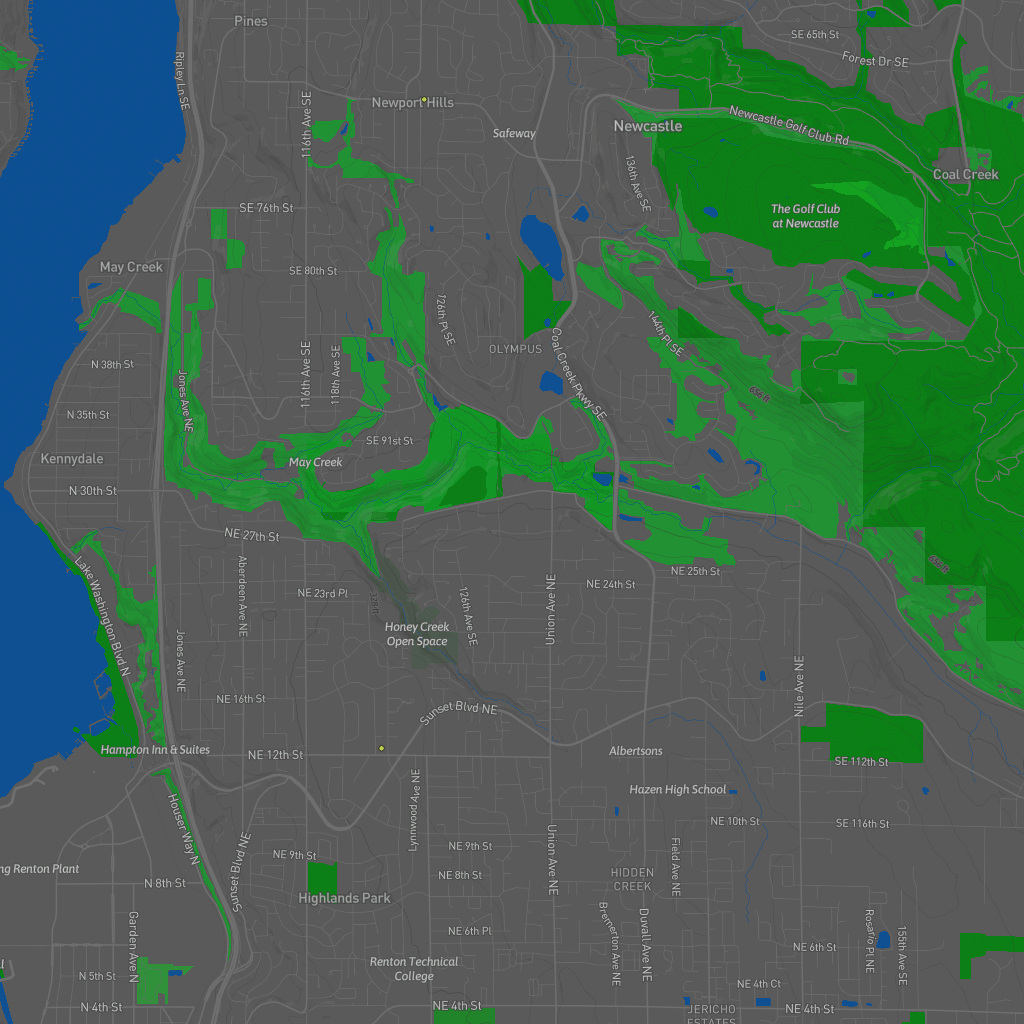 Pines
SE 65th St
Forest Dr SE
Ripley Ln SE
116th Ave SE
Newport Hills
Safeway
Newcastle
Newcastle Golf Club Rd
Coal Creek
136th Ave SE
SE 76th St
The Golf Club
at Newcastle
May Creek
SE 80th St
126th Pl SE
144th Pl SE
OLYMPUS
Coal Creek Pkwy SE
N 38th St
Jones Ave NE
116th Ave SE
118th Ave SE
656ft
N 35th St
SE 91st St
Kennydale
May Creek
N 30th St
NE 27th St
Aberdeen Ave NE
Lake Washington Blvd N
NE 23rd Pl
126th Ave SE
Union Ave NE
NE 24th St
NE 25th St
656ft
Honey Creek
Open Space
Jones Ave NE
NE 16th St
Sunset Blvd NE
Nile Ave NE
Hampton Inn & Suites
NE 12th St
Albertsons
SE 112th St
Hazen High School
Houser Way N
Lynnwood Ave NE
NE 10th St
SE 116th St
Sunset Blvd NE
NE 9th St
NE 9th St
Union Ave NE
Field Ave NE
ng Renton Plant
N 8th St
NE 8th St
HIDDEN
CREEK
Highlands Park
Garden Ave N
NE 6th Pl
Bremerton Ave NE
Duvall Ave NE
NE 6th St
Rosario Pl NE
155th Ave SE
Renton Technical
College
N 5th St
NE 4th Ct
N 4th St
NE 4th St
JERICHO
ESTATES
NE 4th St